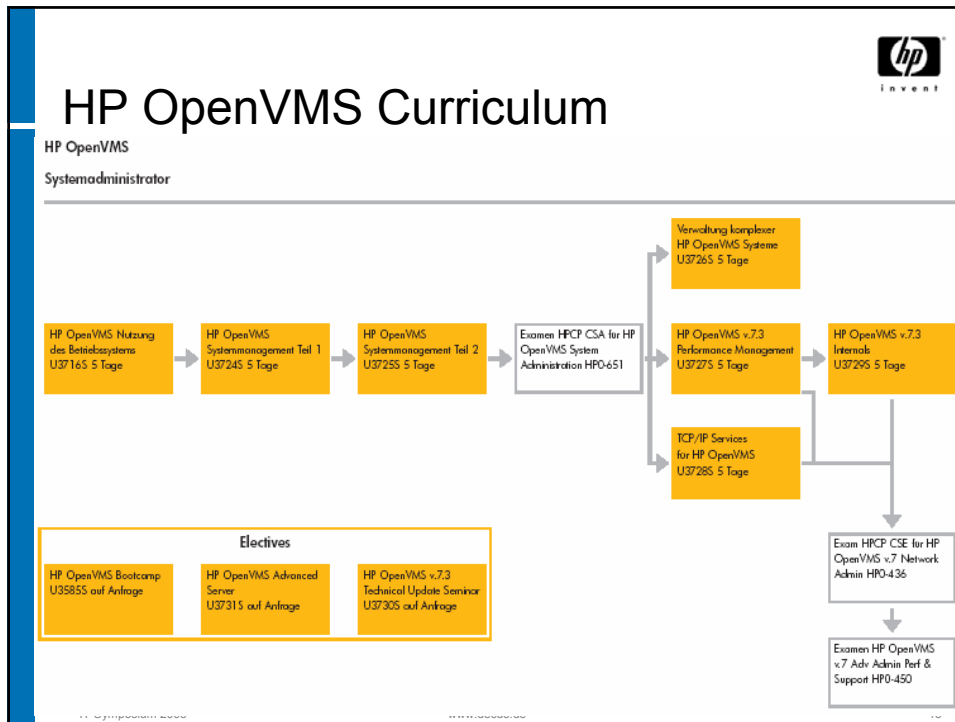 hp
invent
HP OpenVMS Curriculum
HP OpenVMS
Systemadministrator
Verwaltung komplexer
HP OpenVMS Systeme
U3726S 5 Tage
HP OpenVMS Nutzung
des Betriebssystems
U3716S 5 Tage
HP OpenVMS
Systemmanagement Teil 1
U3724S 5 Tage
HP OpenVMS
Systemmanagement Teil 2
U3725S 5 Tage
Examen HPCP CSA für HP
OpenVMS System
Administration HP0-651
HP OpenVMS v.7.3
Performance Management
U3727S 5 Tage
HP OpenVMS v.7.3
Internals
U3729S 5 Tage
TCP/IP Services
für HP OpenVMS
U3728S 5 Tage
Electives
HP OpenVMS Bootcamp
U3585S auf Anfrage
HP OpenVMS Advanced
Server
U3731S auf Anfrage
HP OpenVMS v.7.3
Technical Update Seminar
U3730S auf Anfrage
Exam HPCP CSE für HP
OpenVMS v.7 Network
Admin HP0-436
Examen HP OpenVMS
v.7 Adv Admin Perf &
Support HP0-450